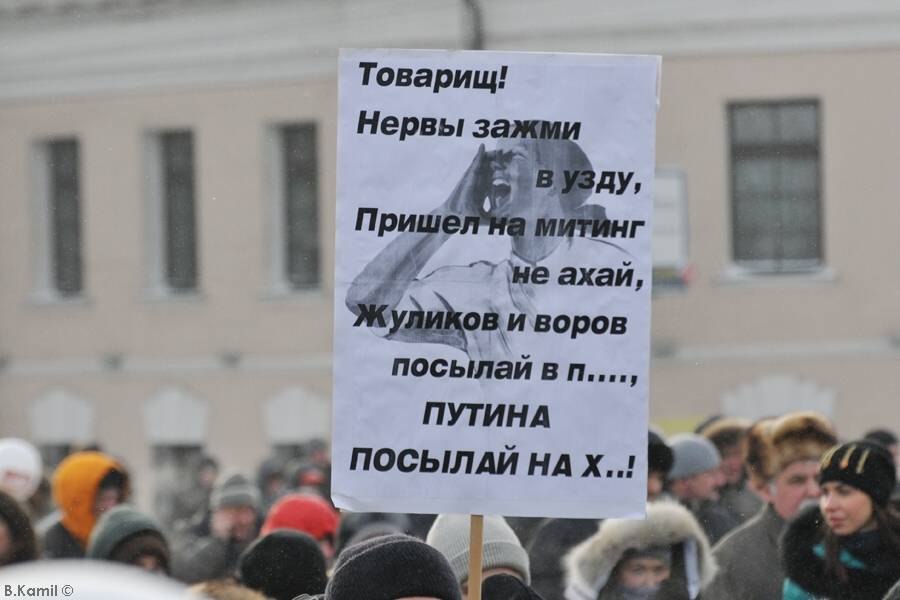 Товарищ!
Нервы зажми
в узду,
Пришел на митинг
не ахай,
Жуликов и воров
посылай в п....,
ПУТИНА
ПОСЫЛАЙ НА Х..!
B.Kamil ©